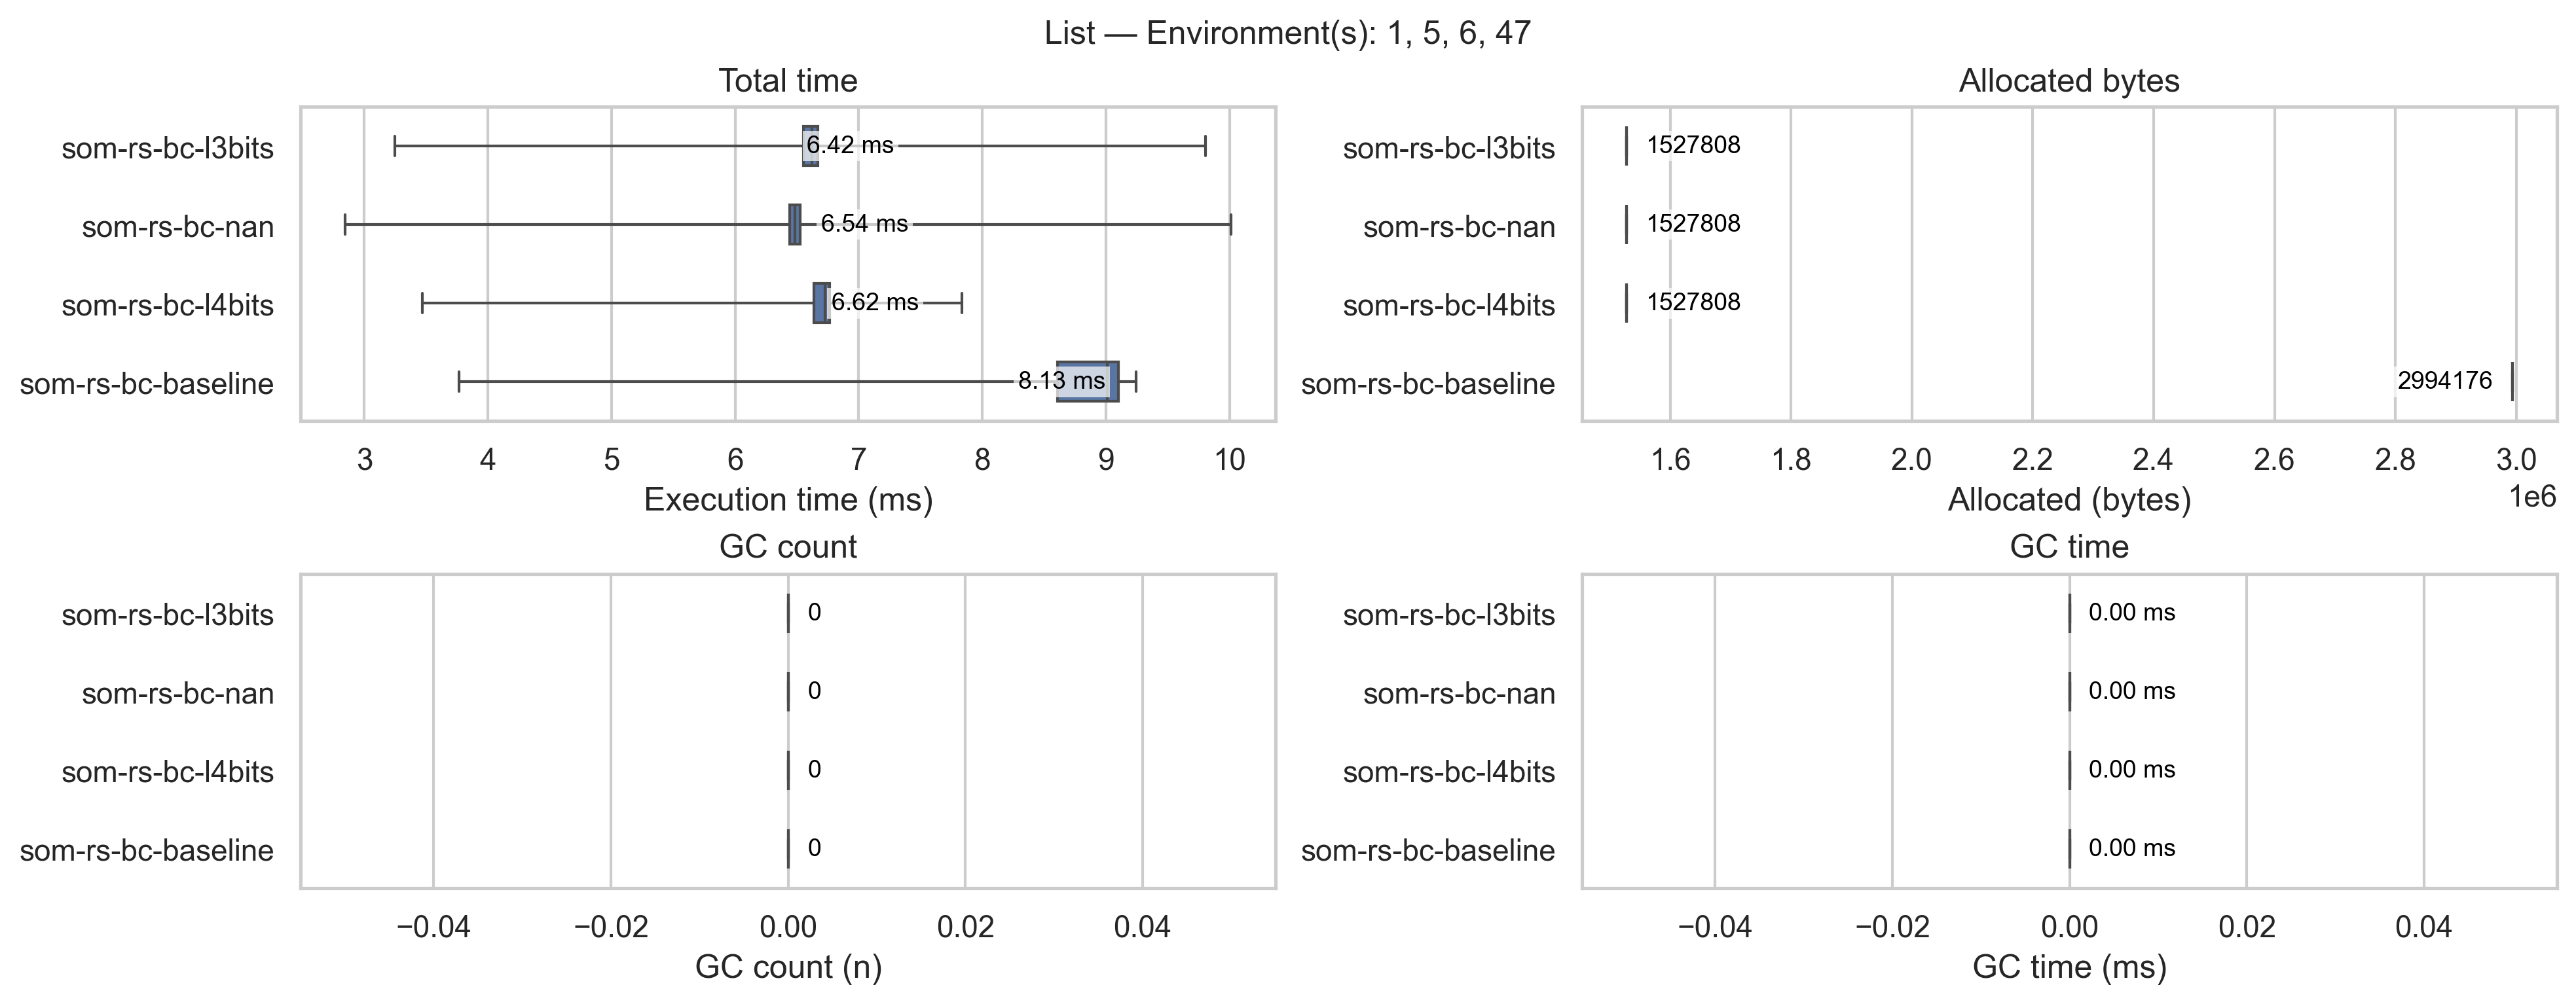 List — Environment(s): 1, 5, 6, 47
Total time
som-rs-bc-l3bits
6.42 ms
som-rs-bc-nan
6.54 ms
som-rs-bc-l4bits
6.62 ms
som-rs-bc-baseline
8.13 ms
3 4 5 6 7 8 9 10
Execution time (ms)
Allocated bytes
som-rs-bc-l3bits
1527808
som-rs-bc-nan
1527808
som-rs-bc-l4bits
1527808
som-rs-bc-baseline
2994176
1.6 1.8 2.0 2.2 2.4 2.6 2.8 3.0
1e6
Allocated (bytes)
GC count
som-rs-bc-l3bits
0
som-rs-bc-nan
0
som-rs-bc-l4bits
0
som-rs-bc-baseline
0
−0.04 −0.02 0.00 0.02 0.04
GC count (n)
GC time
som-rs-bc-l3bits
0.00 ms
som-rs-bc-nan
0.00 ms
som-rs-bc-l4bits
0.00 ms
som-rs-bc-baseline
0.00 ms
−0.04 −0.02 0.00 0.02 0.04
GC time (ms)